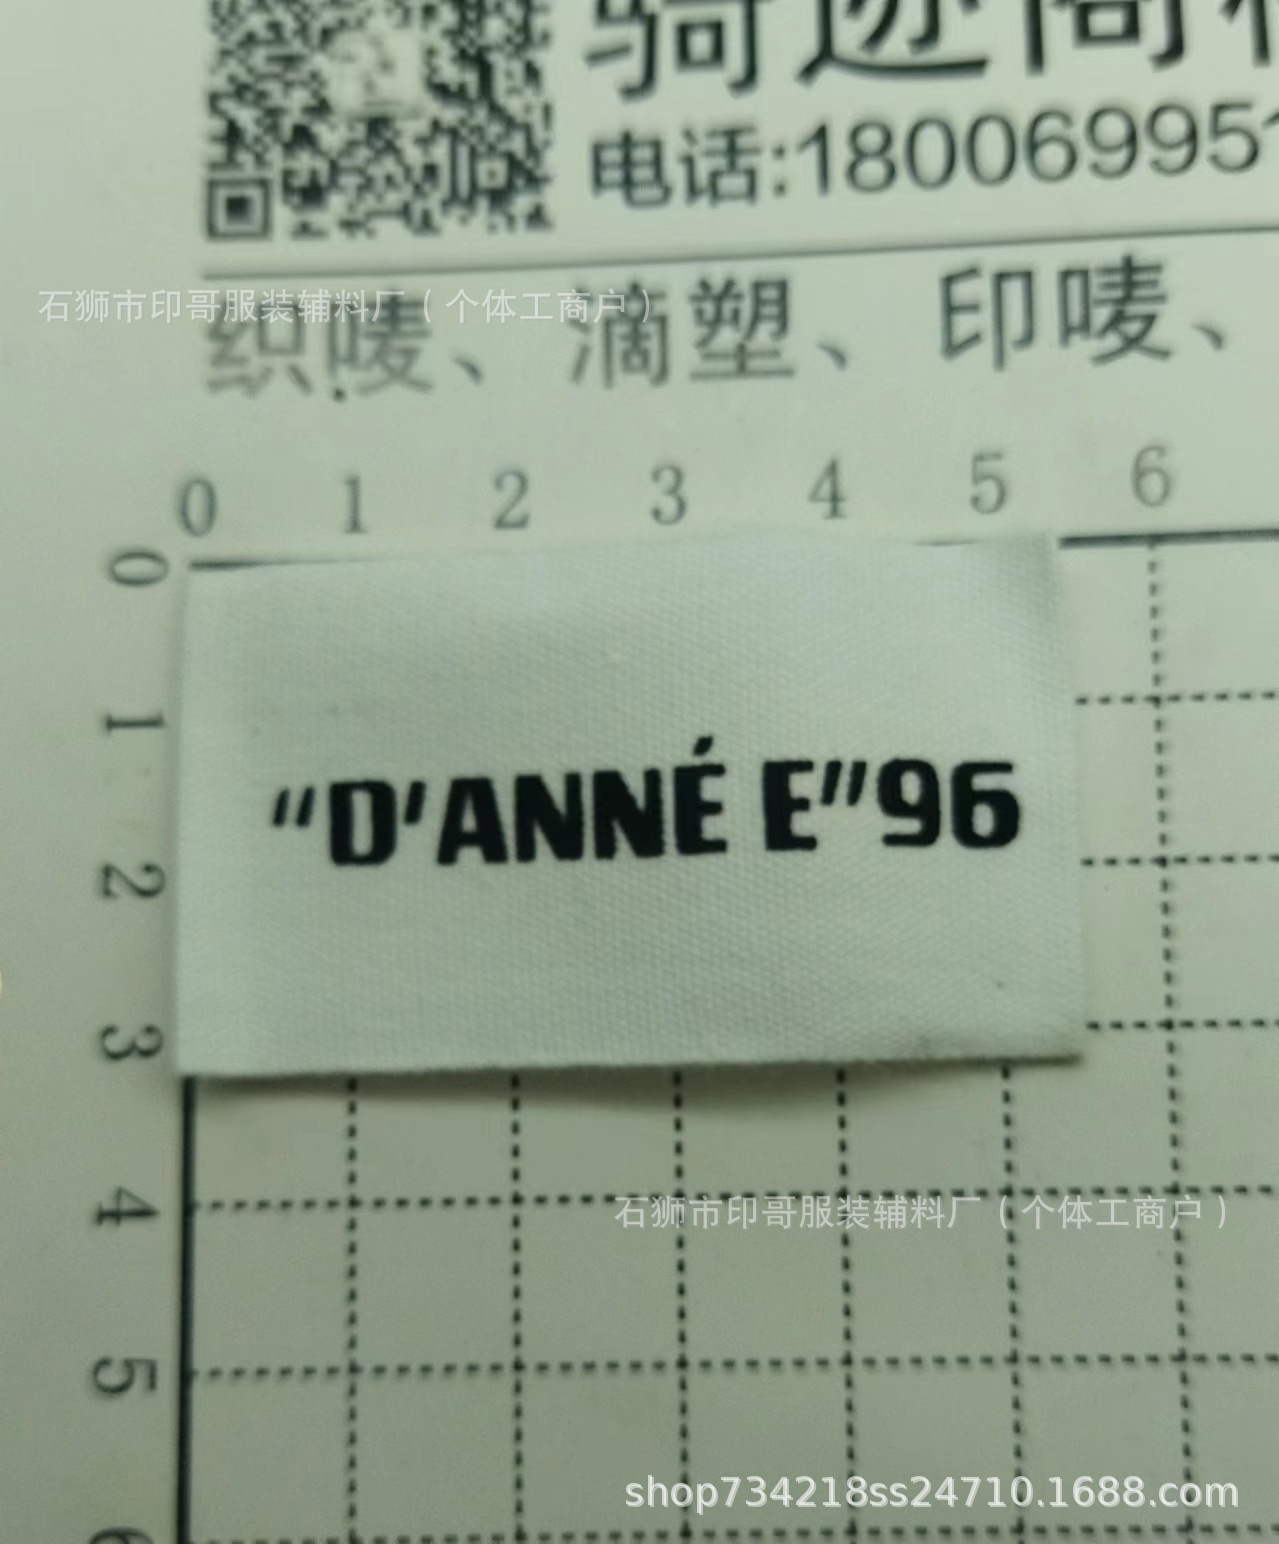 骑迹商标
电话:180069951
织唛、滴塑、印唛、
石狮市印哥服装辅料厂（个体工商户）
0 1 2 3 4 5 6
0
1
2
3
4
5
6
"D'ANNÉ E"96
石狮市印哥服装辅料厂（个体工商户）
shop734218ss24710.1688.com